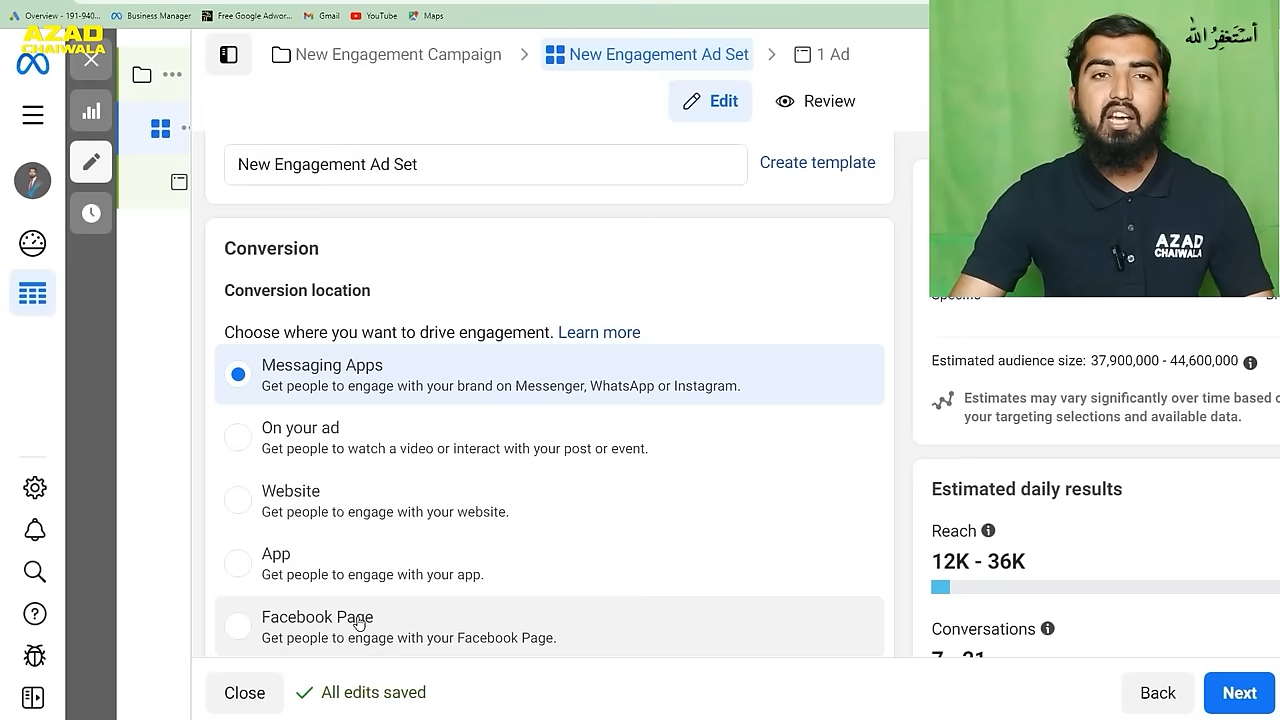 Overview - 191-940...
Business Manager
Free Google Adwor...
Gmail
YouTube
Maps
AZAD
CHAIWALA
New Engagement Campaign
New Engagement Ad Set
1 Ad
Edit
Review
أستغفر الله
New Engagement Ad Set
Create template
AZAD
CHAIWALA
Conversion
Conversion location
Choose where you want to drive engagement. Learn more
Messaging Apps
Get people to engage with your brand on Messenger, WhatsApp or Instagram.
On your ad
Get people to watch a video or interact with your post or event.
Website
Get people to engage with your website.
App
Get people to engage with your app.
Facebook Page
Get people to engage with your Facebook Page.
Specific
Estimated audience size: 37,900,000 - 44,600,000
Estimates may vary significantly over time based o
your targeting selections and available data.
Estimated daily results
Reach
12K - 36K
Conversations
7 - 21
Close
All edits saved
Back
Next